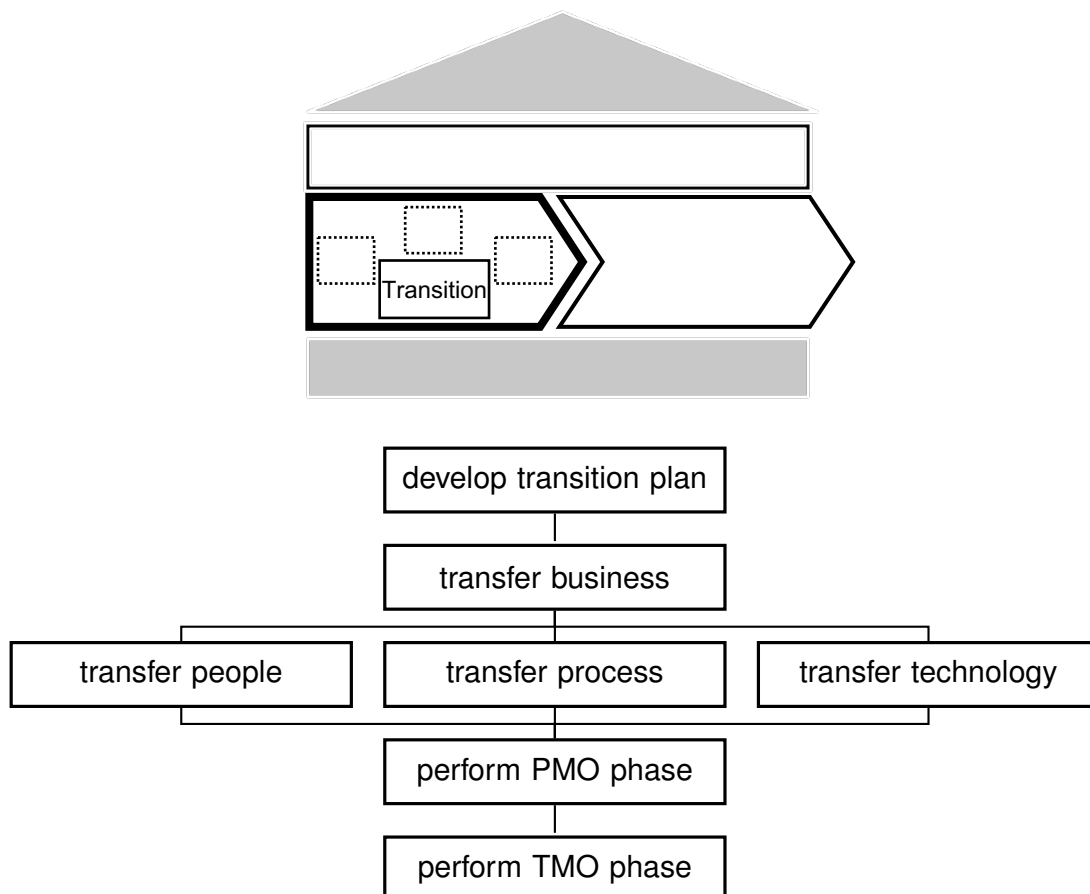 Transition
develop transition plan
transfer business
transfer people
transfer process
transfer technology
perform PMO phase
perform TMO phase